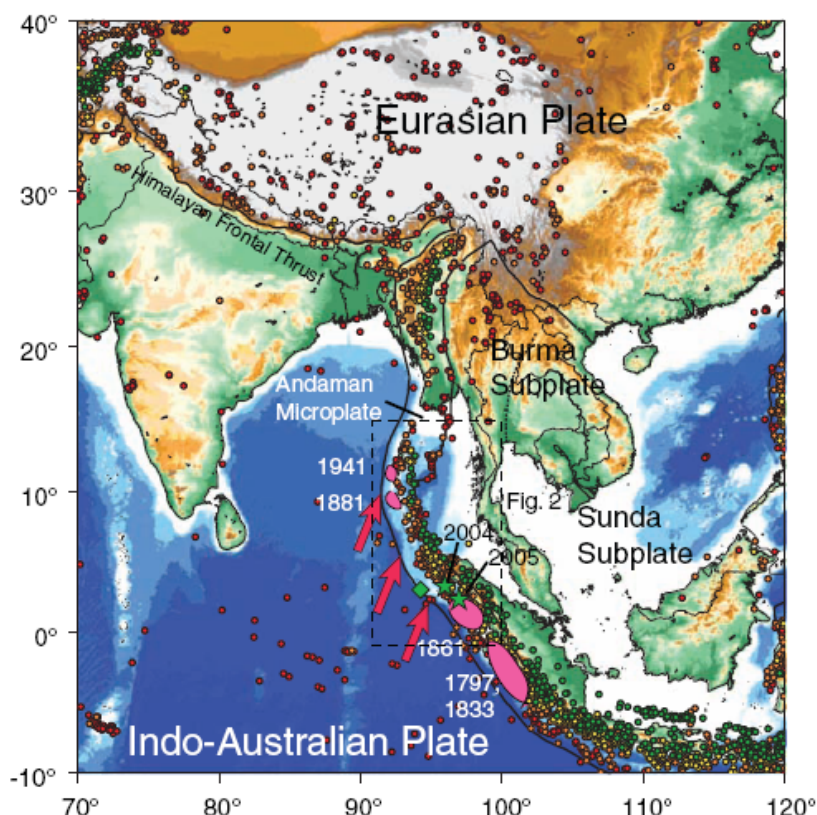 40°
Eurasian Plate
30°
Himalayan Frontal Thrust
20°
Burma
Subplate
Andaman
Microplate
1941
10°
1881
Fig. 2
Sunda
Subplate
2004
2005
0°
1861
1797,
1833
Indo-Australian Plate
-10°
70°
80°
90°
100°
110°
120°